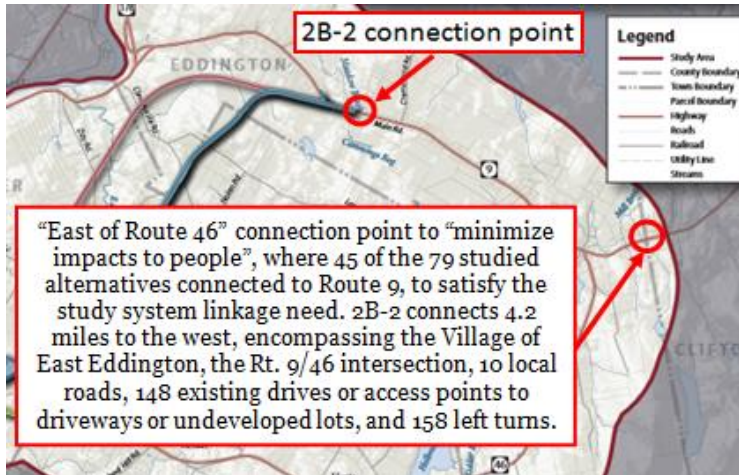 178
2B-2 connection point
EDDINGTON
Main Rd.
9
Legend
Study Area
County Boundary
Town Boundary
Parcel Boundary
Highway
Roads
Railroad
Utility Line
Streams
"East of Route 46" connection point to "minimize
impacts to people", where 45 of the 79 studied
alternatives connected to Route 9, to satisfy the
study system linkage need. 2B-2 connects 4.2
miles to the west, encompassing the Village of
East Eddington, the Rt. 9/46 intersection, 10 local
roads, 148 existing drives or access points to
driveways or undeveloped lots, and 158 left turns.
CLIFTO
46